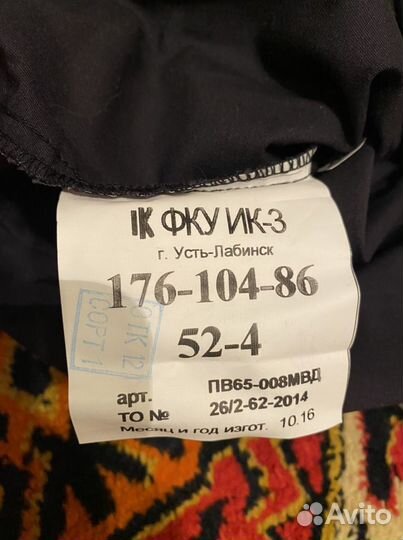 IK ФКУ ИК-3
г. Усть-Лабинск
176-104-86
52-4
арт. ПВ65-008МВД
ТО № 26/2-62-2014
Месяц и год изгот. 10.16
ОТК 12
СОРТ 1
Avito